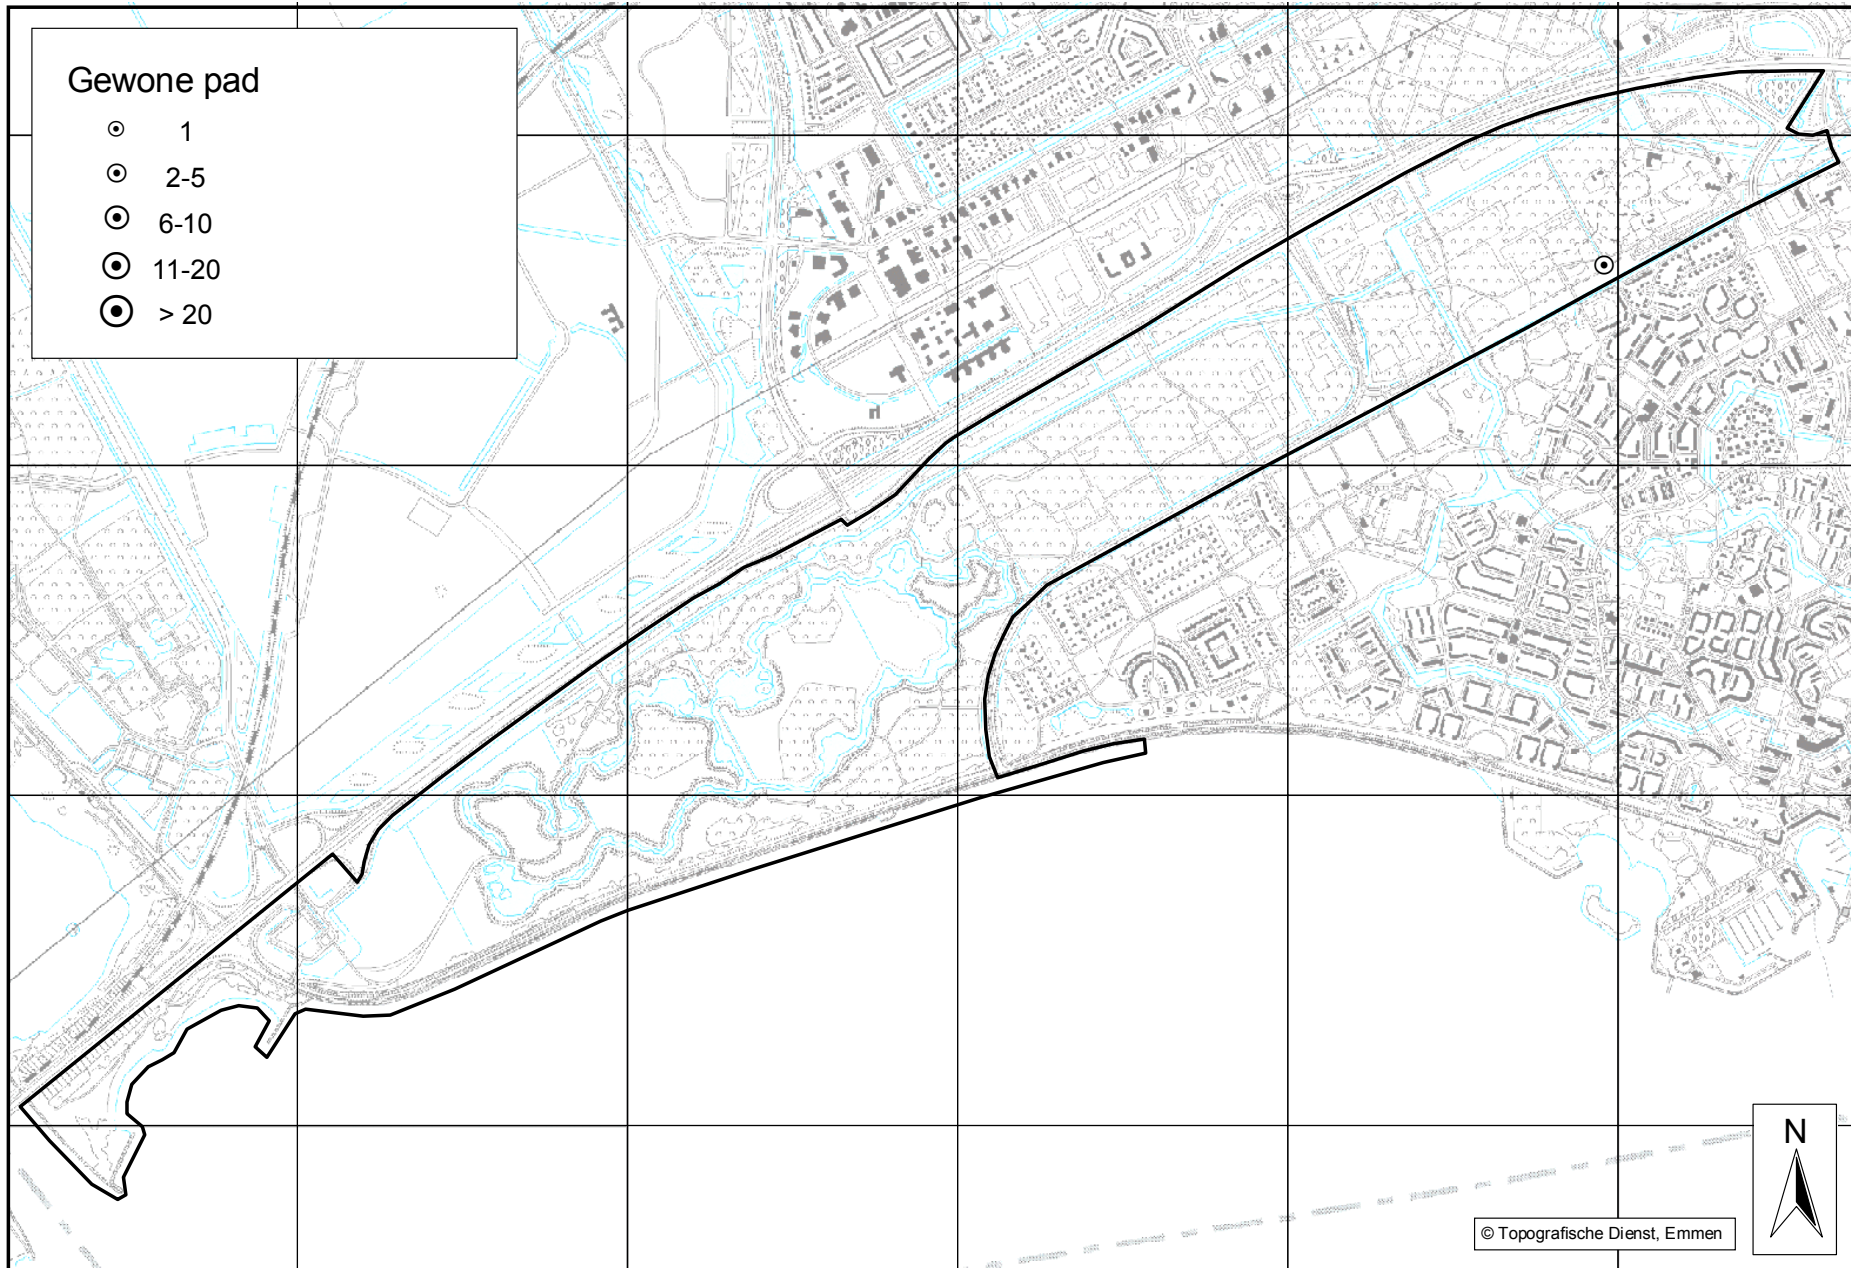 Gewone pad
1
2-5
6-10
11-20
> 20
N
© Topografische Dienst, Emmen